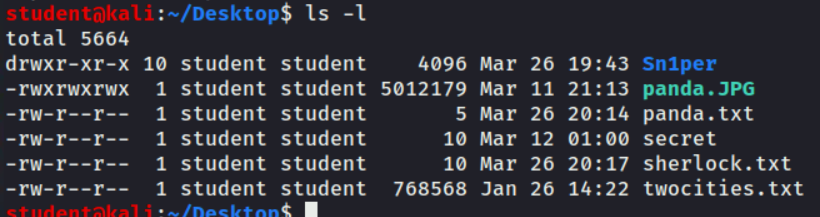 student@kali:~/Desktop$ ls -l
total 5664
drwxr-xr-x 10 student student    4096 Mar 26 19:43 Sn1per
-rwxrwxrwx  1 student student 5012179 Mar 11 21:13 panda.JPG
-rw-r--r--  1 student student       5 Mar 26 20:14 panda.txt
-rw-r--r--  1 student student      10 Mar 12 01:00 secret
-rw-r--r--  1 student student      10 Mar 26 20:17 sherlock.txt
-rw-r--r--  1 student student  768568 Jan 26 14:22 twocities.txt
student@kali:~/Desktop$